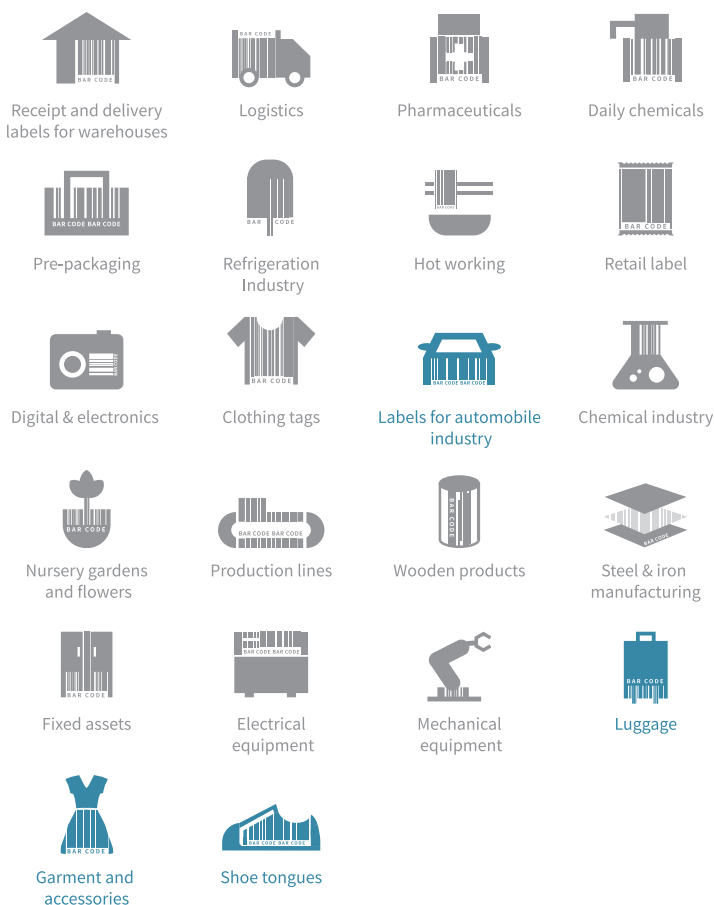 BAR CODE
BAR CODE
BAR CODE
BAR CODE
Receipt and delivery
labels for warehouses
Logistics
Pharmaceuticals
Daily chemicals
BAR CODE BAR CODE
BAR CODE
BAR CODE
BAR CODE
Pre-packaging
Refrigeration
Industry
Hot working
Retail label
BAR CODE
BAR CODE
BAR CODE BAR CODE
Digital & electronics
Clothing tags
Labels for automobile
industry
Chemical industry
BAR CODE
BAR CODE BAR CODE
BAR CODE
BAR CODE
Nursery gardens
and flowers
Production lines
Wooden products
Steel & iron
manufacturing
BAR CODE
BAR CODE BAR CODE
BAR CODE
Fixed assets
Electrical
equipment
Mechanical
equipment
Luggage
BAR CODE
BAR CODE BAR CODE
Garment and
accessories
Shoe tongues